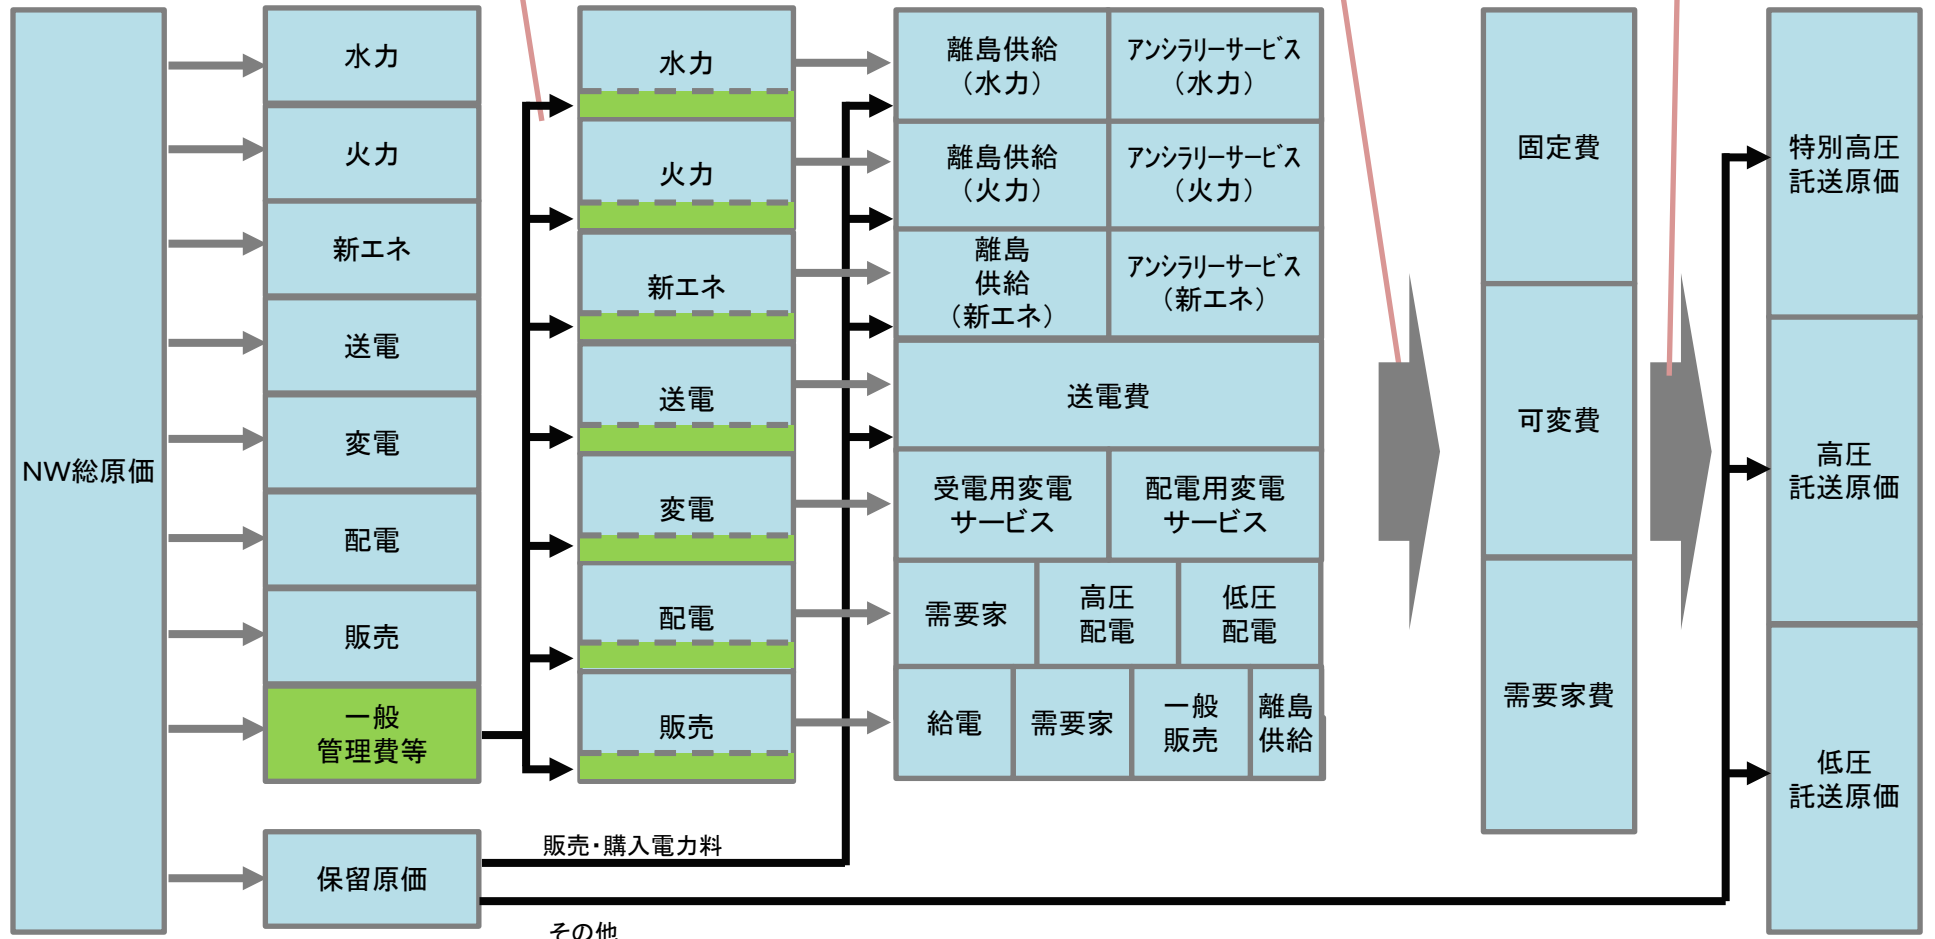 NW総原価
水力
火力
新エネ
送電
変電
配電
販売
一般
管理費等
保留原価
水力
火力
新エネ
送電
変電
配電
販売
販売・購入電力料
その他
離島供給
（水力）
アンシラリーサービス
（水力）
離島供給
（火力）
アンシラリーサービス
（火力）
離島
供給
（新エネ）
アンシラリーサービス
（新エネ）
送電費
受電用変電
サービス
配電用変電
サービス
需要家
高圧
配電
低圧
配電
給電
需要家
一般
販売
離島
供給
固定費
可変費
需要家費
特別高圧
託送原価
高圧
託送原価
低圧
託送原価